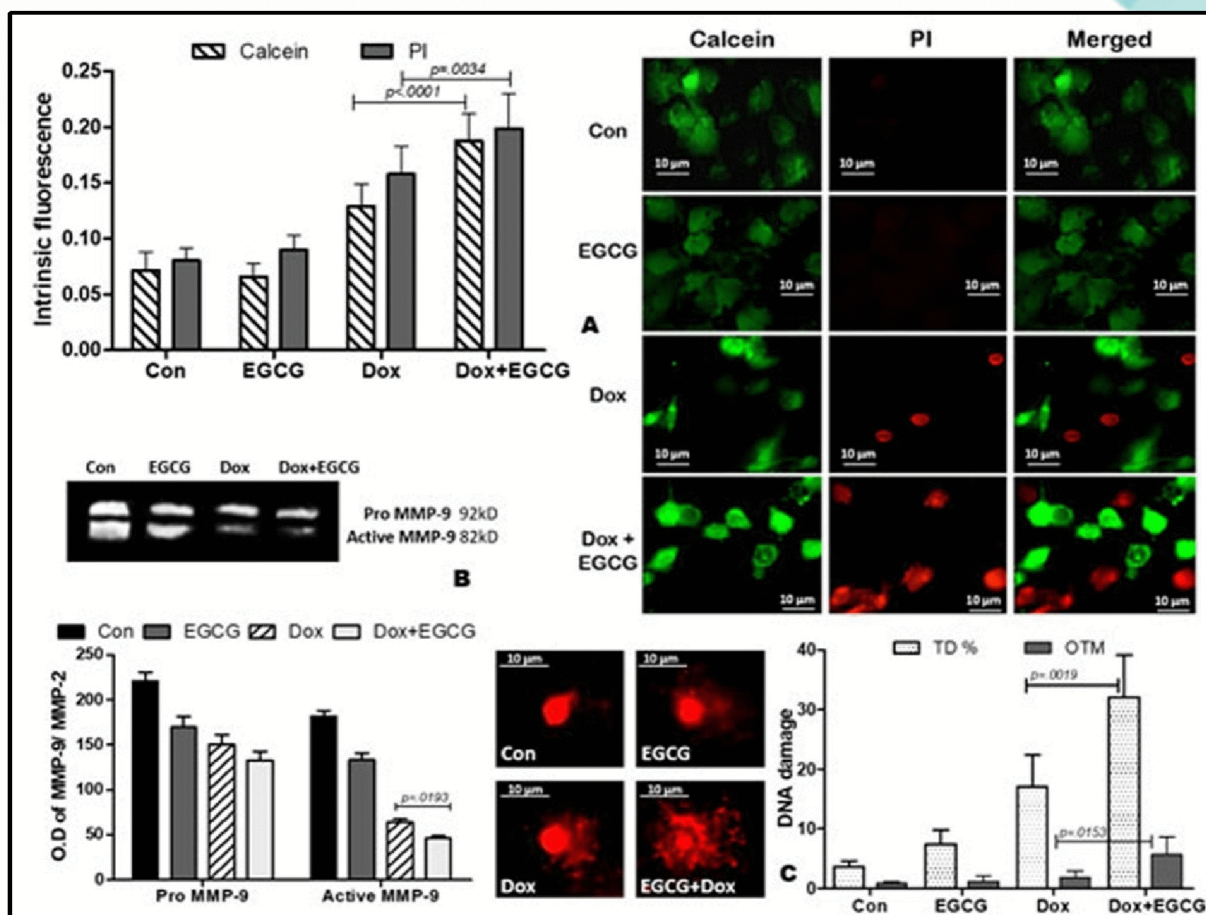 Calcein PI
Intrinsic fluorescence
0.25
0.20
0.15
0.10
0.05
0.00
p=.0034
p<.0001
Con EGCG Dox Dox+EGCG
A
Calcein PI Merged
Con
10 µm 10 µm 10 µm
EGCG
10 µm 10 µm 10 µm
Dox
10 µm 10 µm 10 µm
Dox +
EGCG
10 µm 10 µm 10 µm
Con EGCG Dox Dox+EGCG
Pro MMP-9 92kD
Active MMP-9 82kD
B
Con EGCG Dox Dox+EGCG
O.D of MMP-9/ MMP-2
250
200
150
100
50
0
p=.0193
Pro MMP-9 Active MMP-9
10 µm 10 µm
Con EGCG
10 µm 10 µm
Dox EGCG+Dox
TD % OTM
DNA damage
40
30
20
10
0
p=.0019
p=.0153
C
Con EGCG Dox Dox+EGCG